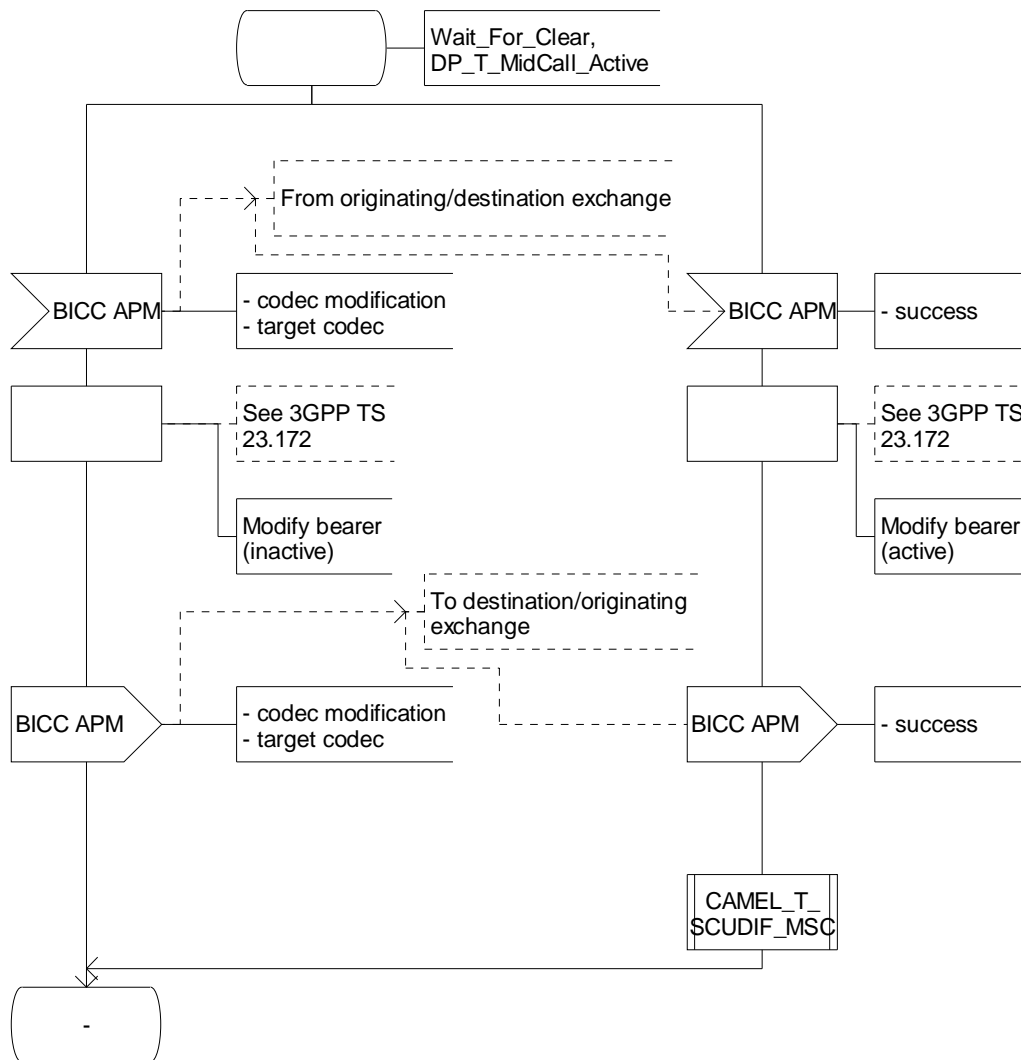 Wait_For_Clear,
DP_T_MidCall_Active
From originating/destination exchange
BICC APM
- codec modification
- target codec
BICC APM
- success
See 3GPP TS
23.172
See 3GPP TS
23.172
Modify bearer
(inactive)
Modify bearer
(active)
To destination/originating
exchange
BICC APM
- codec modification
- target codec
BICC APM
- success
CAMEL_T_
SCUDIF_MSC
-